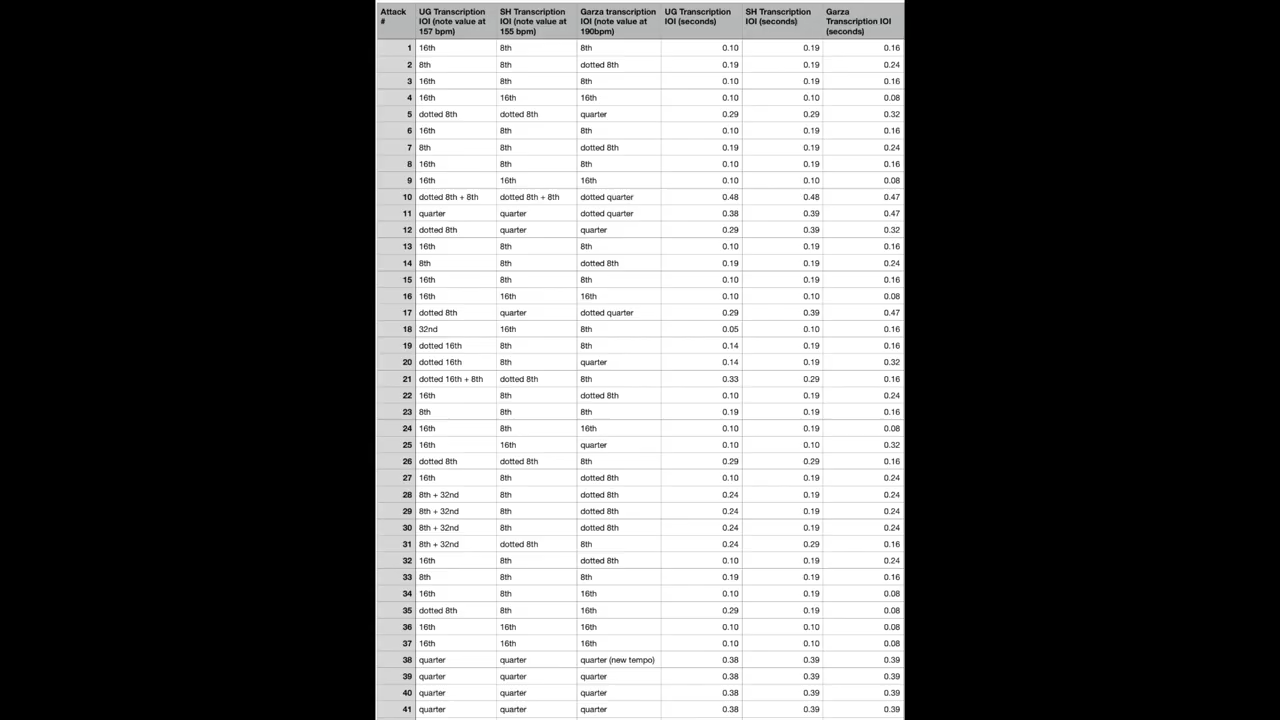 Attack # UG Transcription IOI (note value at 157 bpm) SH Transcription IOI (note value at 155 bpm) Garza transcription IOI (note value at 190bpm) UG Transcription IOI (seconds) SH Transcription IOI (seconds) Garza Transcription IOI (seconds)
1 16th 8th 8th 0.10 0.19 0.16
2 8th 8th dotted 8th 0.19 0.19 0.24
3 16th 8th 8th 0.10 0.19 0.16
4 16th 16th 16th 0.10 0.10 0.08
5 dotted 8th dotted 8th quarter 0.29 0.29 0.32
6 16th 8th 8th 0.10 0.19 0.16
7 8th 8th dotted 8th 0.19 0.19 0.24
8 16th 8th 8th 0.10 0.19 0.16
9 16th 16th 16th 0.10 0.10 0.08
10 dotted 8th + 8th dotted 8th + 8th dotted quarter 0.48 0.48 0.47
11 quarter quarter dotted quarter 0.38 0.39 0.47
12 dotted 8th quarter quarter 0.29 0.39 0.32
13 16th 8th 8th 0.10 0.19 0.16
14 8th 8th dotted 8th 0.19 0.19 0.24
15 16th 8th 8th 0.10 0.19 0.16
16 16th 16th 16th 0.10 0.10 0.08
17 dotted 8th quarter dotted quarter 0.29 0.39 0.47
18 32nd 16th 8th 0.05 0.10 0.16
19 dotted 16th 8th 8th 0.14 0.19 0.16
20 dotted 16th 8th quarter 0.14 0.19 0.32
21 dotted 16th + 8th dotted 8th 8th 0.33 0.29 0.16
22 16th 8th dotted 8th 0.10 0.19 0.24
23 8th 8th 8th 0.19 0.19 0.16
24 16th 8th 16th 0.10 0.19 0.08
25 16th 16th quarter 0.10 0.10 0.32
26 dotted 8th dotted 8th 8th 0.29 0.29 0.16
27 16th 8th dotted 8th 0.10 0.19 0.24
28 8th + 32nd 8th dotted 8th 0.24 0.19 0.24
29 8th + 32nd 8th dotted 8th 0.24 0.19 0.24
30 8th + 32nd 8th dotted 8th 0.24 0.19 0.24
31 8th + 32nd dotted 8th 8th 0.24 0.29 0.16
32 16th 8th dotted 8th 0.10 0.19 0.24
33 8th 8th 8th 0.19 0.19 0.16
34 16th 8th 16th 0.10 0.19 0.08
35 dotted 8th 8th 16th 0.29 0.19 0.08
36 16th 16th 16th 0.10 0.10 0.08
37 16th 16th 16th 0.10 0.10 0.08
38 quarter quarter quarter (new tempo) 0.38 0.39 0.39
39 quarter quarter quarter 0.38 0.39 0.39
40 quarter quarter quarter 0.38 0.39 0.39
41 quarter quarter quarter 0.38 0.39 0.39